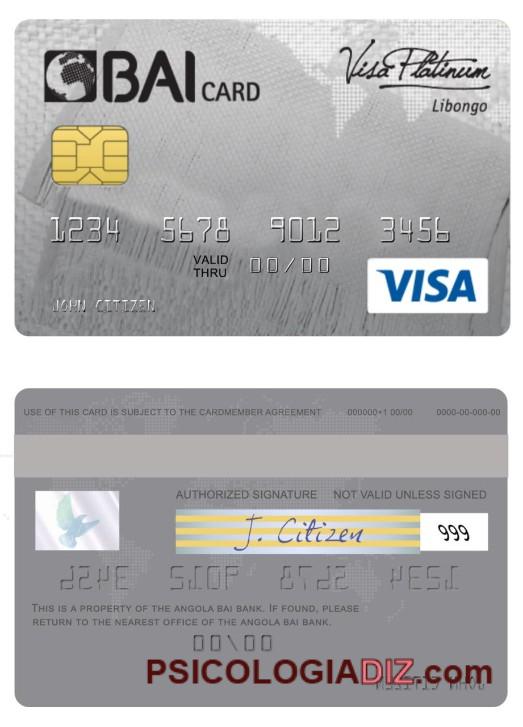 BAI CARD
Visa Platinum
Libongo
1234 5678 9012 3456
VALID THRU 00/00
VISA
JOHN CITIZEN
USE OF THIS CARD IS SUBJECT TO THE CARDMEMBER AGREEMENT 000000+1 00/00 0000-00-000-00
AUTHORIZED SIGNATURE NOT VALID UNLESS SIGNED
J. Citizen 999
THIS IS A PROPERTY OF THE ANGOLA BAI BANK. IF FOUND, PLEASE
RETURN TO THE NEAREST OFFICE OF THE ANGOLA BAI BANK.
00\00
PSICOLOGIADIZ.com